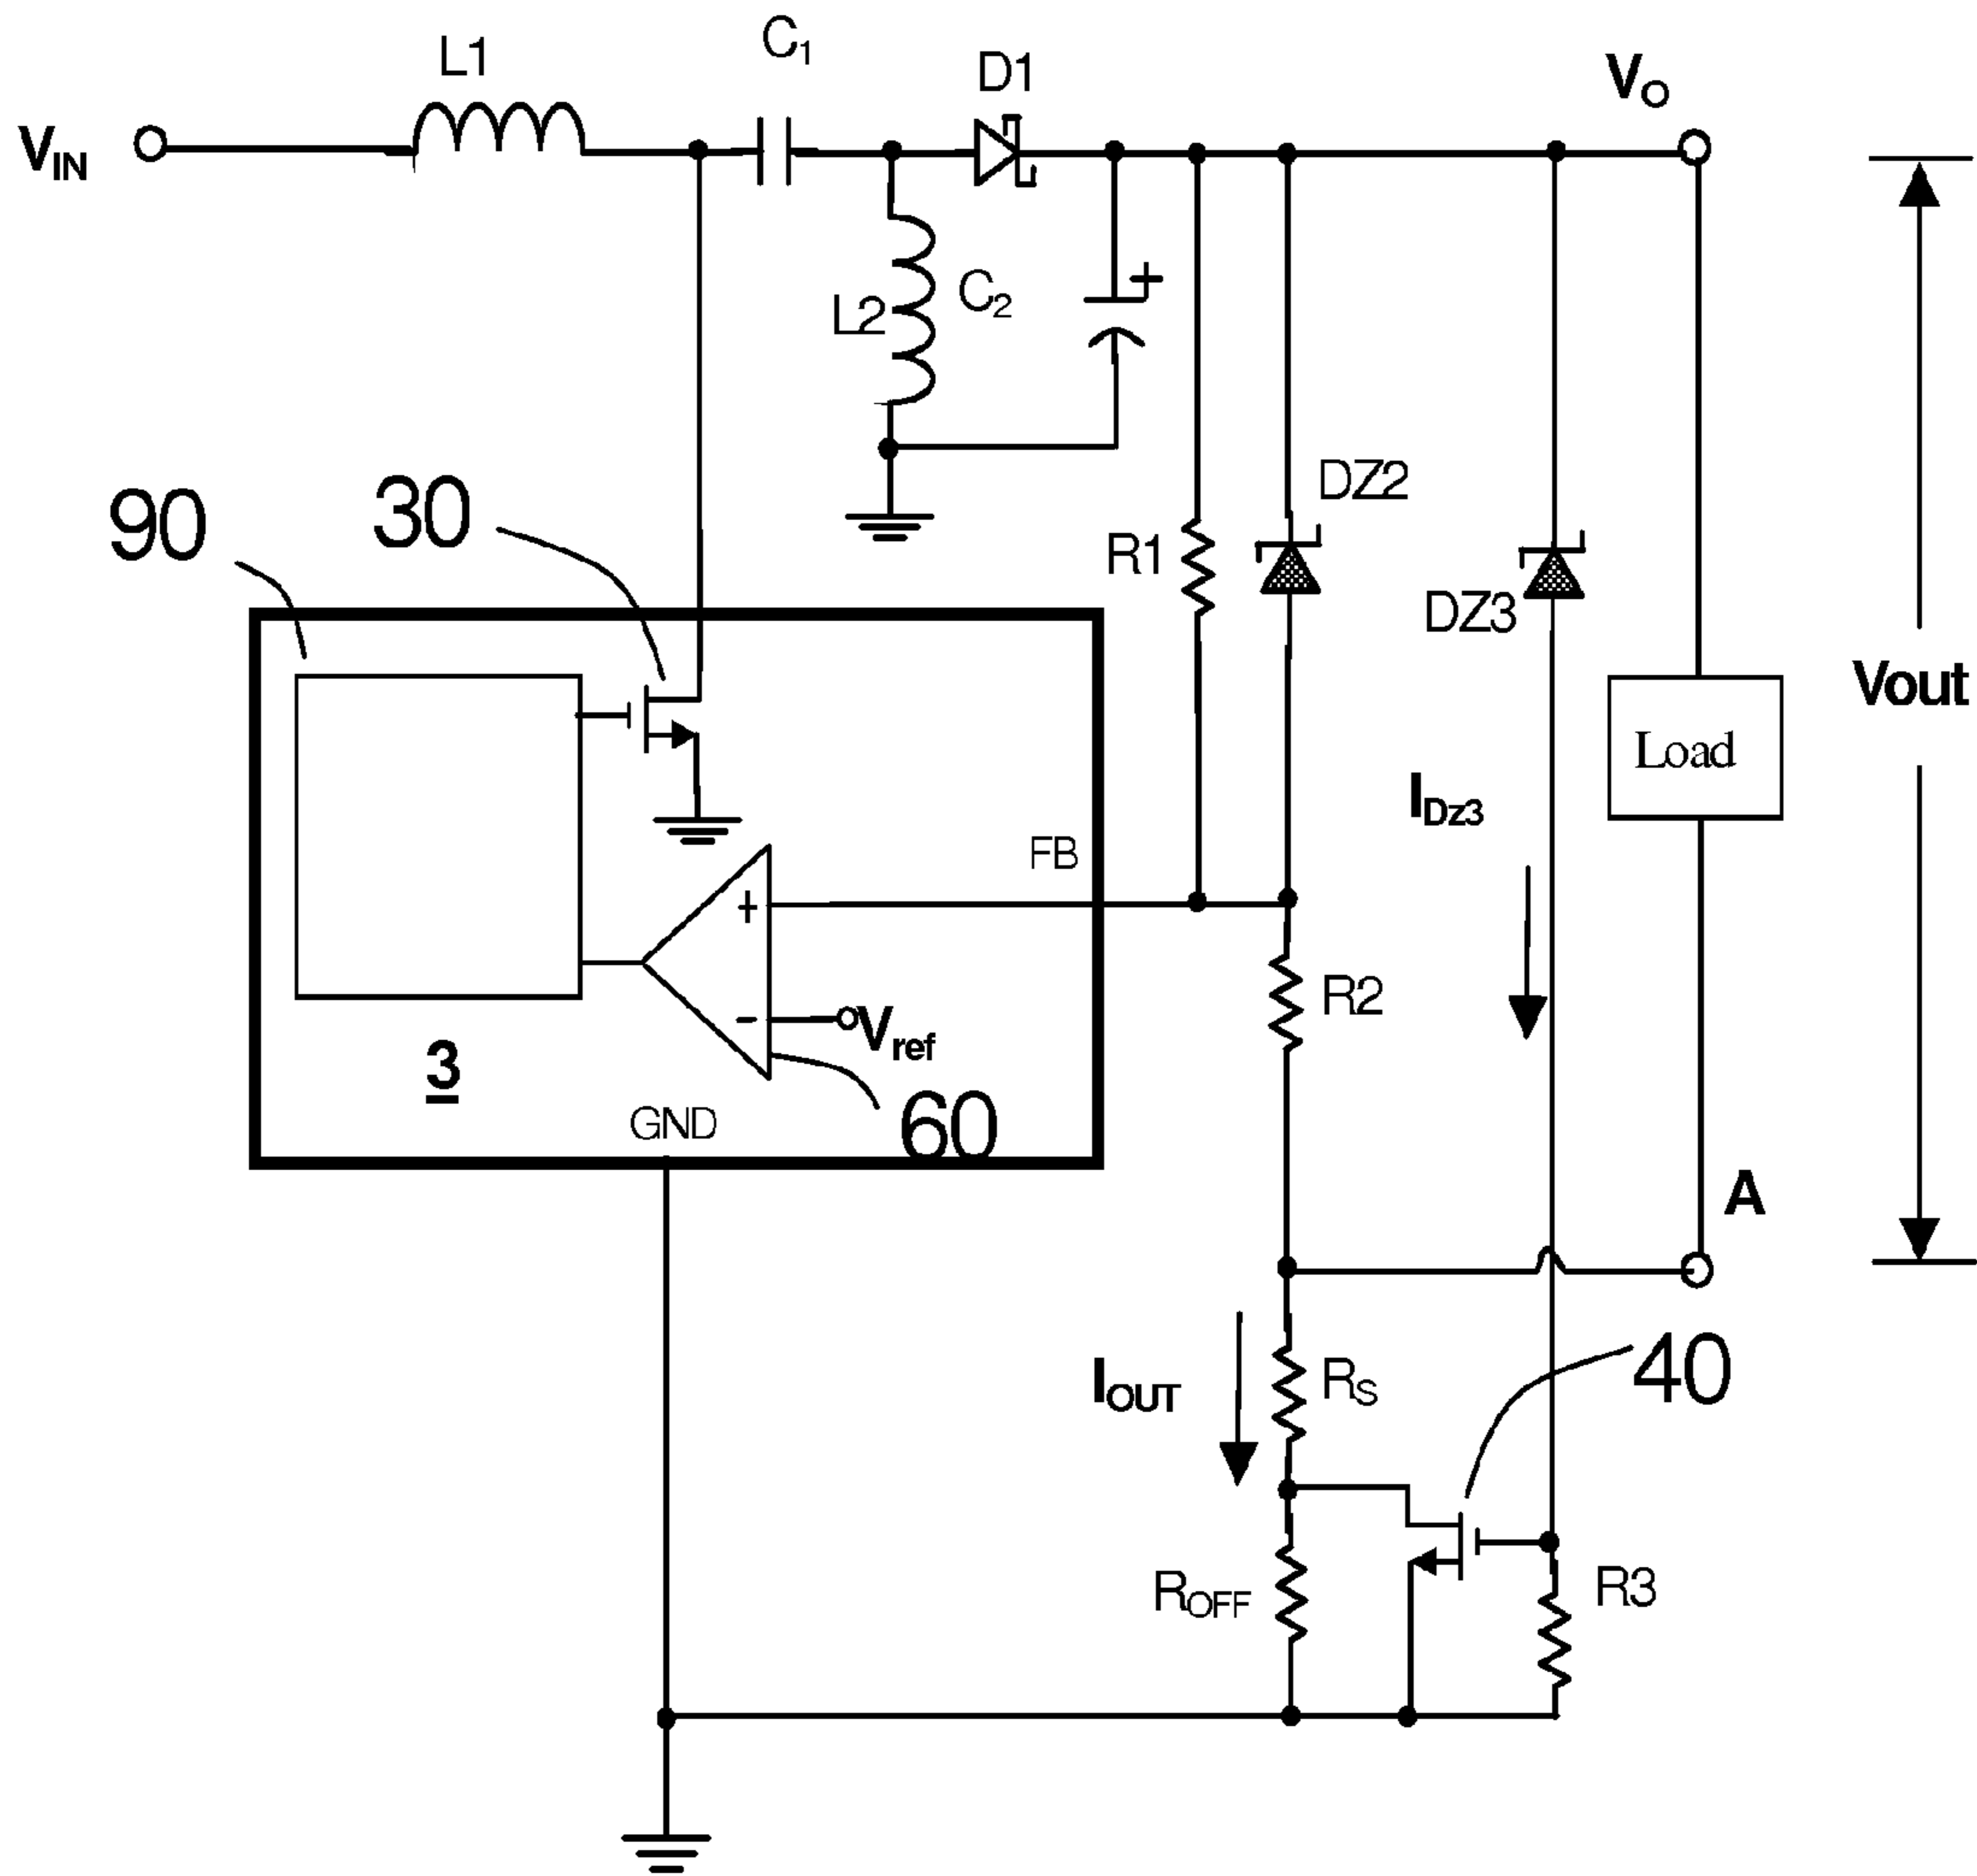 L1
C1
D1
VO
VIN
L2
C2
+
DZ2
90
30
R1
DZ3
Vout
Load
IDz3
FB
+
R2
-
Vref
3
GND
60
A
IOUT
RS
40
ROFF
R3